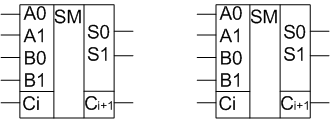 A0 SM
A1 S0
B0 S1
B1
Ci Ci+1
A0 SM
A1 S0
B0 S1
B1
Ci Ci+1